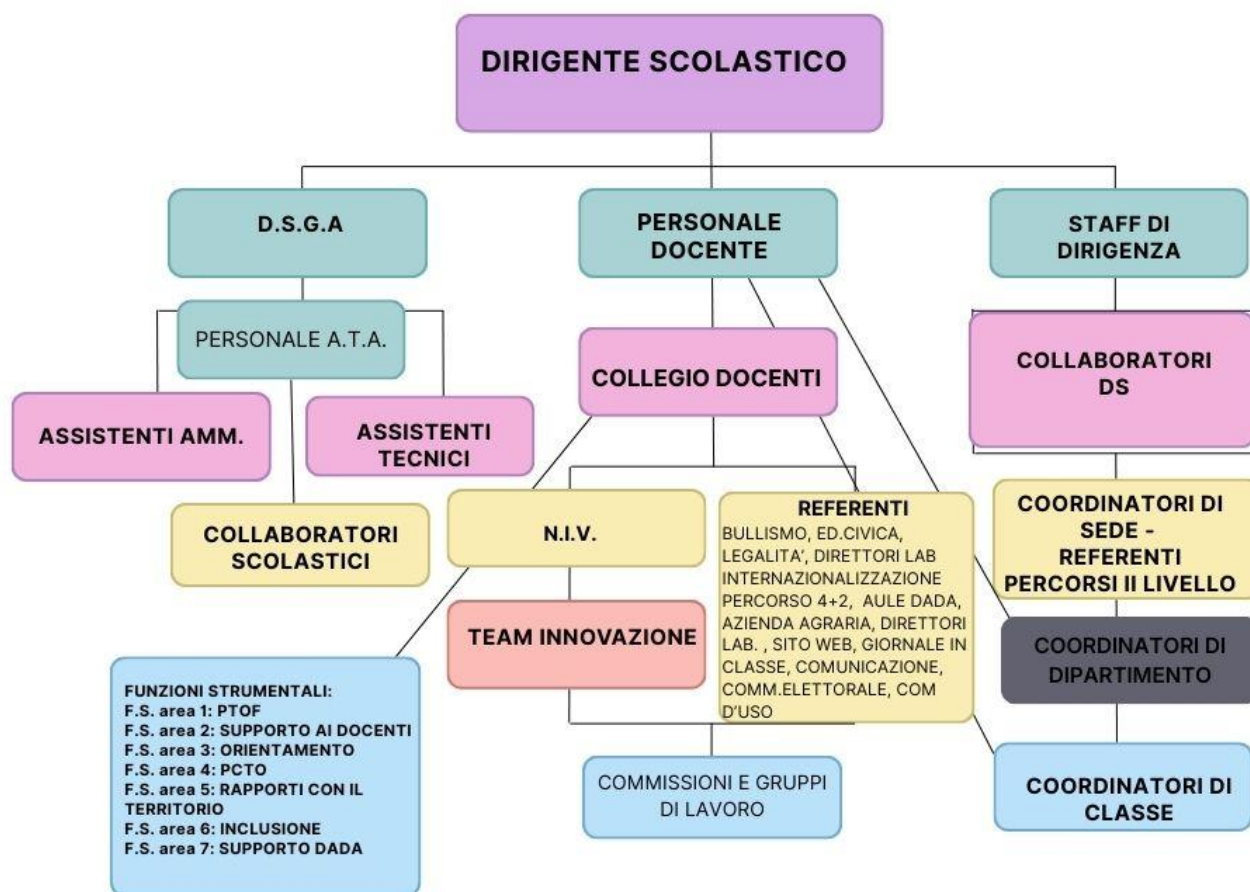 DIRIGENTE SCOLASTICO
D.S.G.A
PERSONALE
DOCENTE
STAFF DI
DIRIGENZA
PERSONALE A.T.A.
COLLEGIO DOCENTI
COLLABORATORI
DS
ASSISTENTI AMM.
ASSISTENTI
TECNICI
COLLABORATORI
SCOLASTICI
N.I.V.
REFERENTI
BULLISMO, ED.CIVICA,
LEGALITA', DIRETTORI LAB
INTERNAZIONALIZZAZIONE
PERCORSO 4+2, AULE DADA,
AZIENDA AGRARIA, DIRETTORI
LAB. , SITO WEB, GIORNALE IN
CLASSE, COMUNICAZIONE,
COMM.ELETTORALE, COM
D'USO
COORDINATORI DI
SEDE -
REFERENTI
PERCORSI II LIVELLO
TEAM INNOVAZIONE
COORDINATORI DI
DIPARTIMENTO
FUNZIONI STRUMENTALI:
F.S. area 1: PTOF
F.S. area 2: SUPPORTO AI DOCENTI
F.S. area 3: ORIENTAMENTO
F.S. area 4: PCTO
F.S. area 5: RAPPORTI CON IL
TERRITORIO
F.S. area 6: INCLUSIONE
F.S. area 7: SUPPORTO DADA
COMMISSIONI E GRUPPI
DI LAVORO
COORDINATORI DI
CLASSE